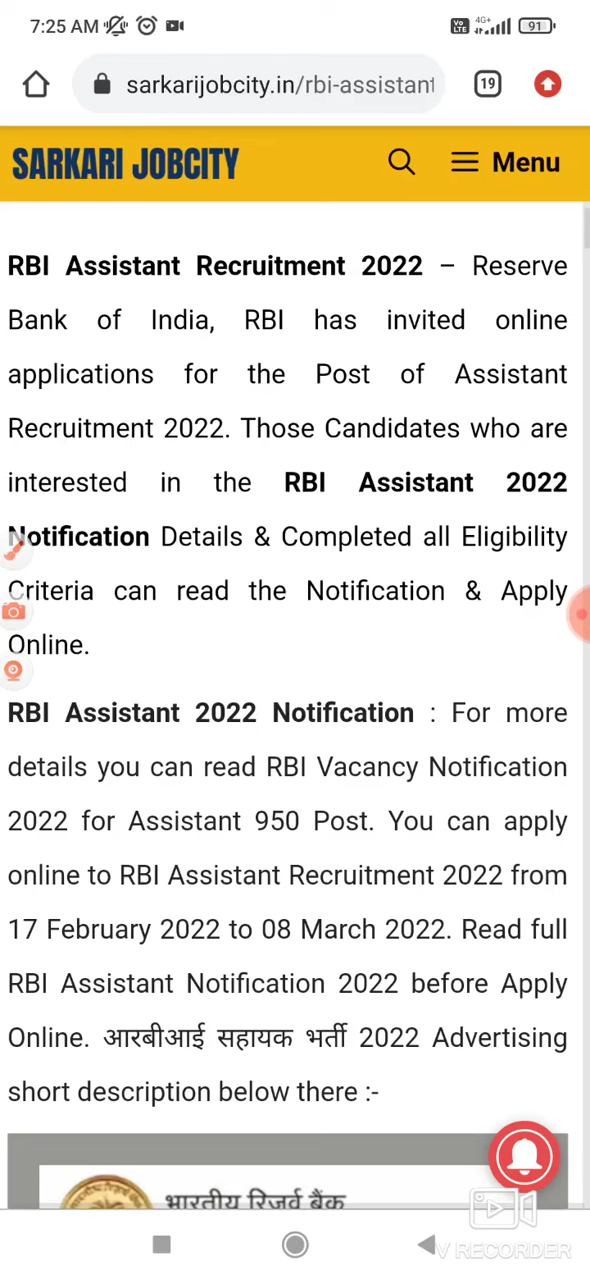 7:25 AM
Vo LTE 4G+ 91
sarkarijobcity.in/rbi-assistant
19
SARKARI JOBCITY
Menu
RBI Assistant Recruitment 2022 – Reserve
Bank of India, RBI has invited online
applications for the Post of Assistant
Recruitment 2022. Those Candidates who are
interested in the RBI Assistant 2022
Notification Details & Completed all Eligibility
Criteria can read the Notification & Apply
Online.
RBI Assistant 2022 Notification : For more
details you can read RBI Vacancy Notification
2022 for Assistant 950 Post. You can apply
online to RBI Assistant Recruitment 2022 from
17 February 2022 to 08 March 2022. Read full
RBI Assistant Notification 2022 before Apply
Online. आरबीआई सहायक भर्ती 2022 Advertising
short description below there :-
भारतीय रिज़र्व बैंक
V RECORDER